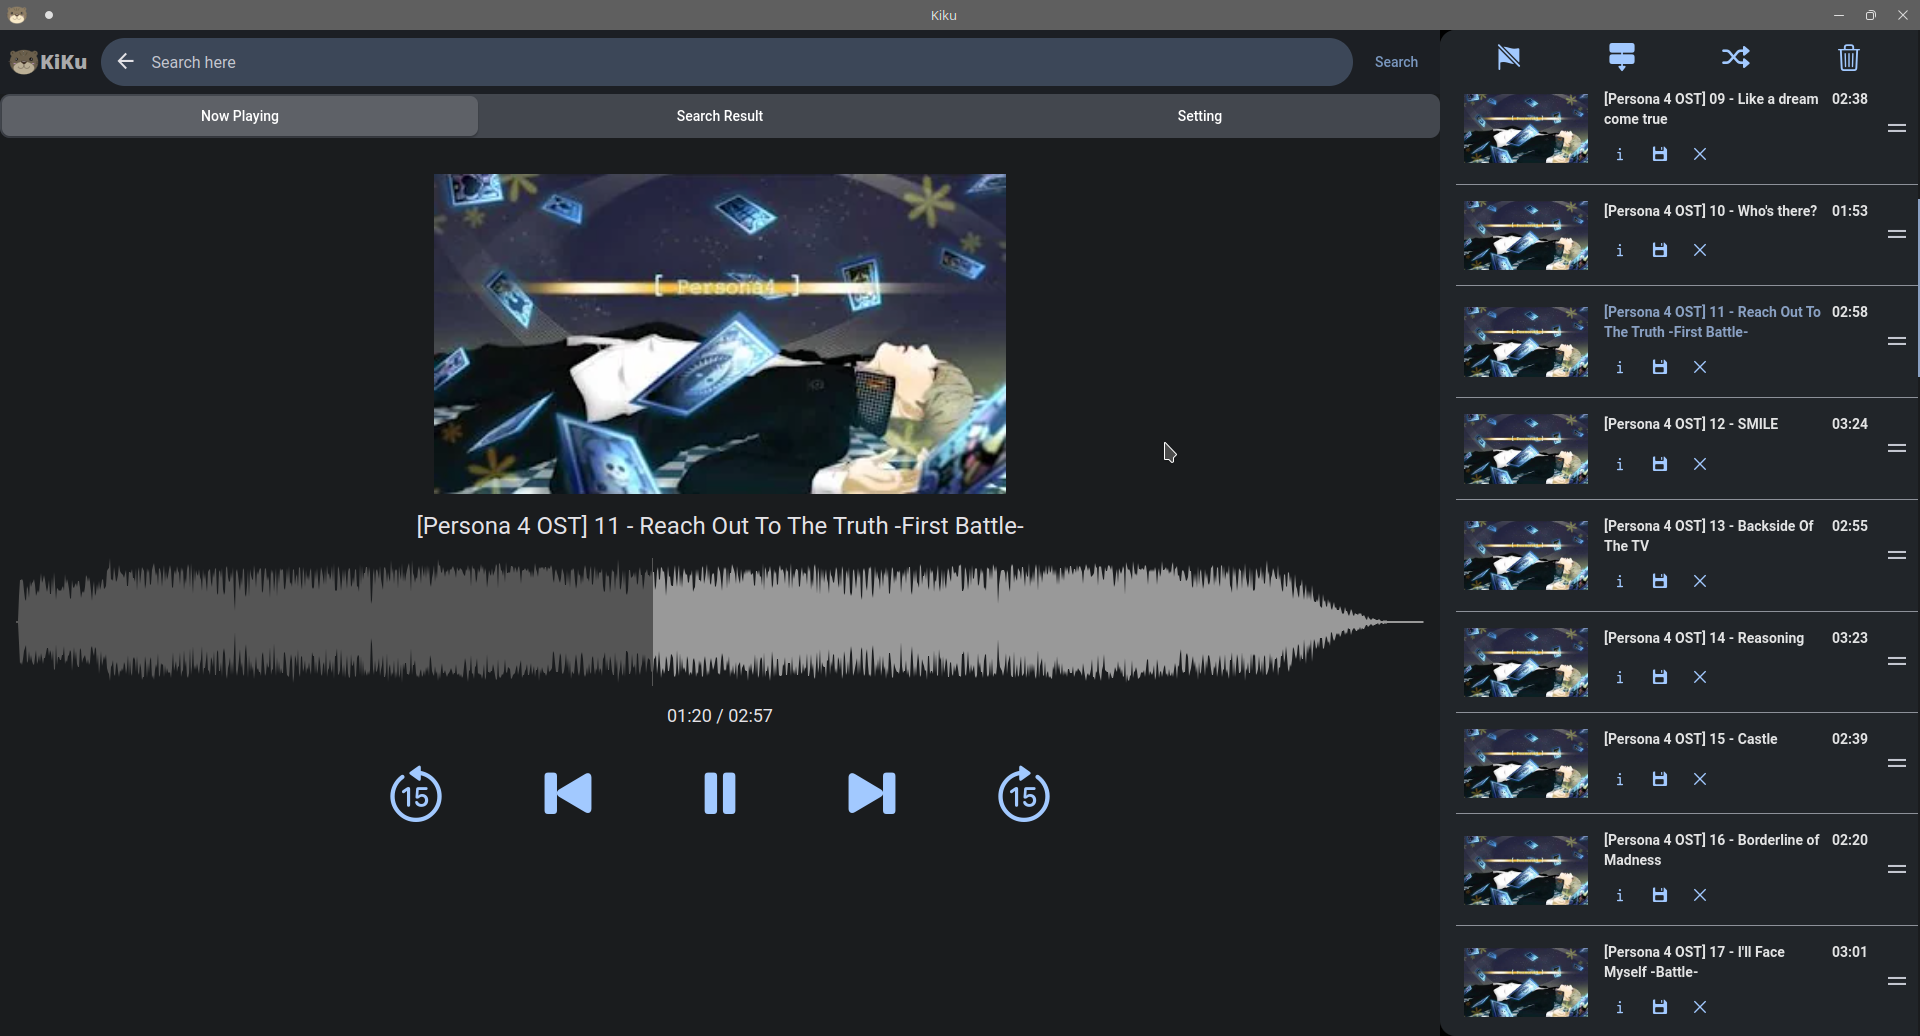 Kiku
KiKu
Search here
Search
Now Playing
Search Result
Setting
[ Persona4 ]
[Persona 4 OST] 11 - Reach Out To The Truth -First Battle-
01:20 / 02:57
15
15
[Persona 4 OST] 09 - Like a dream 02:38
come true
[Persona 4 OST] 10 - Who's there? 01:53
[Persona 4 OST] 11 - Reach Out To 02:58
The Truth -First Battle-
[Persona 4 OST] 12 - SMILE 03:24
[Persona 4 OST] 13 - Backside Of 02:55
The TV
[Persona 4 OST] 14 - Reasoning 03:23
[Persona 4 OST] 15 - Castle 02:39
[Persona 4 OST] 16 - Borderline of 02:20
Madness
[Persona 4 OST] 17 - I'll Face 03:01
Myself -Battle-